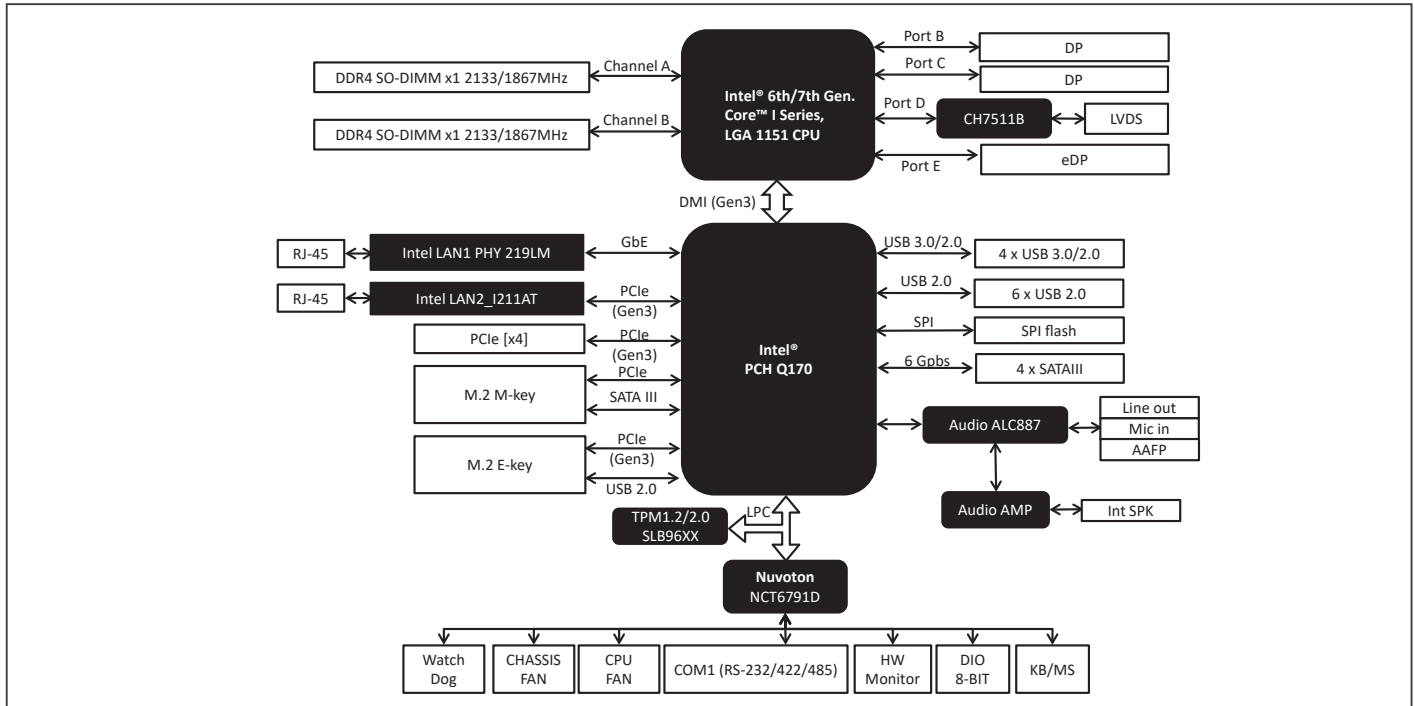 Port B
DP
DDR4 SO-DIMM x1 2133/1867MHz
Channel A
Port C
DP
Intel® 6th/7th Gen.
Core™ I Series,
LGA 1151 CPU
Port D
CH7511B
LVDS
DDR4 SO-DIMM x1 2133/1867MHz
Channel B
Port E
eDP
DMI (Gen3)
RJ-45
Intel LAN1 PHY 219LM
GbE
USB 3.0/2.0
4 x USB 3.0/2.0
RJ-45
Intel LAN2_I211AT
PCIe
(Gen3)
USB 2.0
6 x USB 2.0
PCIe [x4]
PCIe
(Gen3)
SPI
SPI flash
Intel®
PCH Q170
6 Gpbs
4 x SATAIII
M.2 M-key
PCIe
SATA III
Audio ALC887
Line out
Mic in
AAFP
M.2 E-key
PCIe
(Gen3)
USB 2.0
Audio AMP
Int SPK
TPM1.2/2.0
SLB96XX
LPC
Nuvoton
NCT6791D
Watch
Dog
CHASSIS
FAN
CPU
FAN
COM1 (RS-232/422/485)
HW
Monitor
DIO
8-BIT
KB/MS